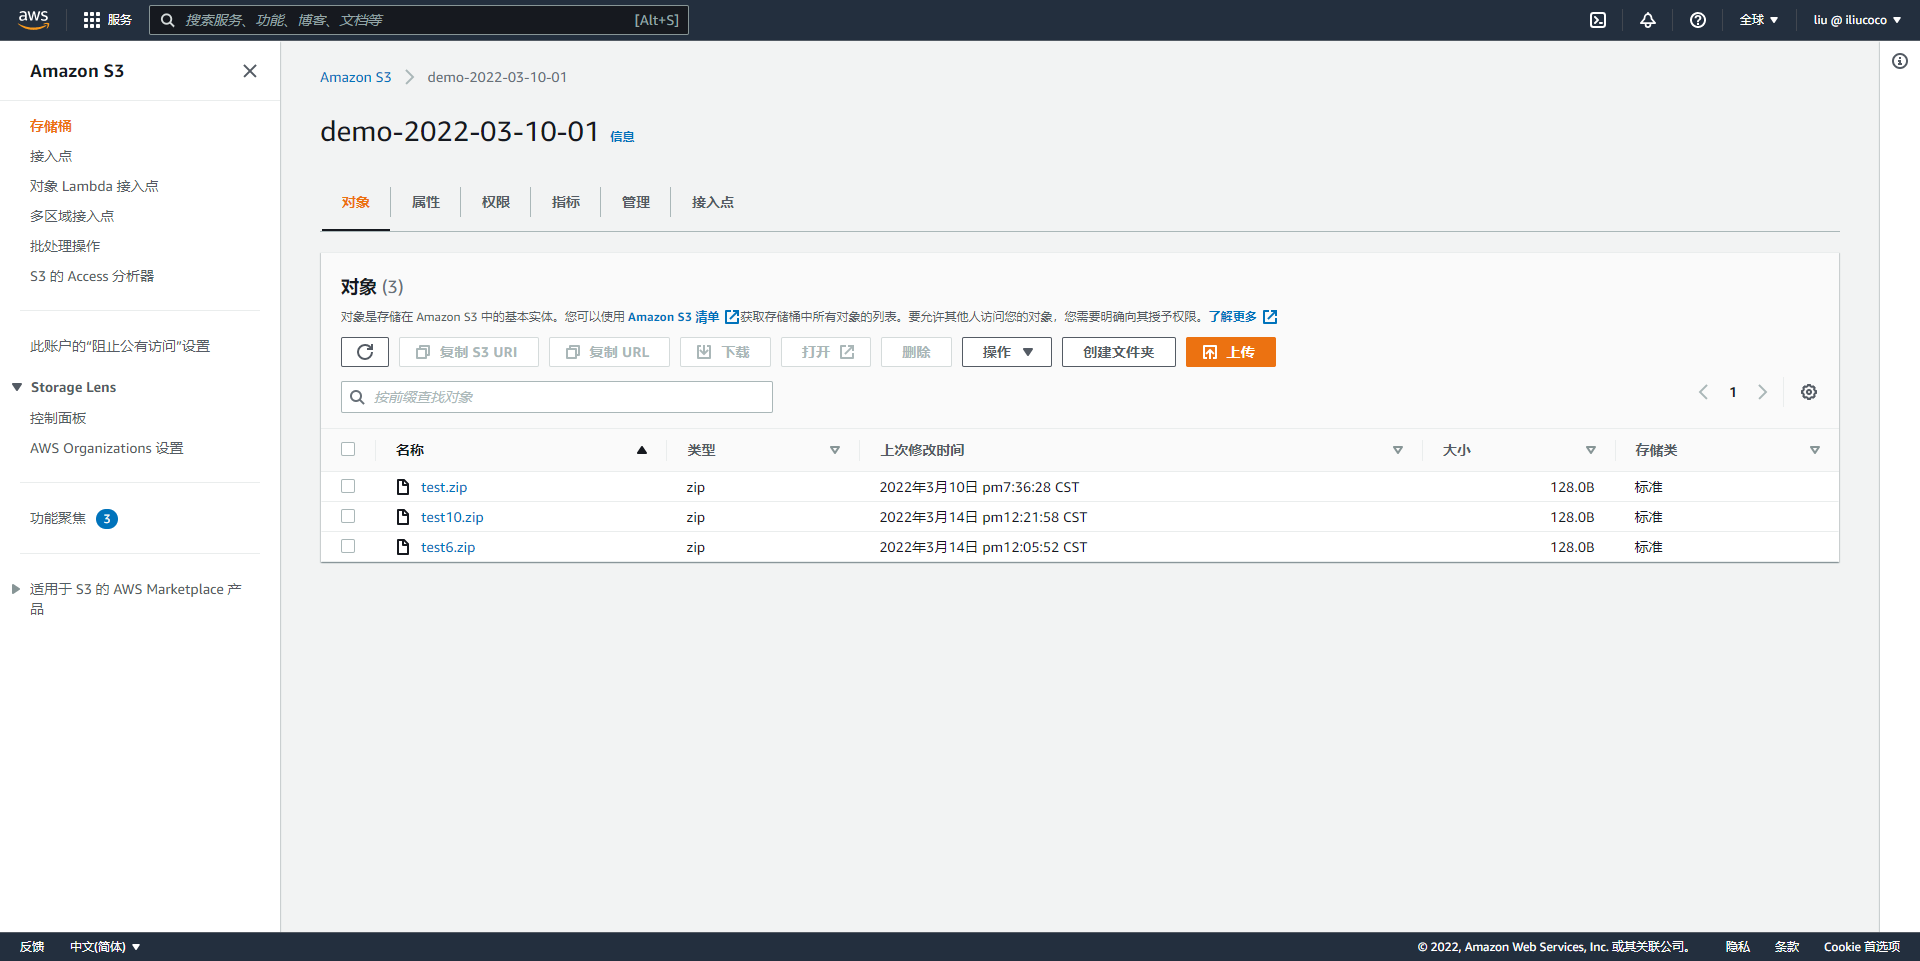 aws 服务 搜索服务、功能、博客、文档等 [Alt+S] 全球 liu @ iliucoco
Amazon S3
存储桶
接入点
对象 Lambda 接入点
多区域接入点
批处理操作
S3 的 Access 分析器
此账户的“阻止公有访问”设置
Storage Lens
控制面板
AWS Organizations 设置
功能聚焦 3
适用于 S3 的 AWS Marketplace 产
品
Amazon S3 demo-2022-03-10-01
demo-2022-03-10-01 信息
对象 属性 权限 指标 管理 接入点
对象 (3)
对象是存储在 Amazon S3 中的基本实体。您可以使用 Amazon S3 清单 获取存储桶中所有对象的列表。要允许其他人访问您的对象，您需要明确向其授予权限。了解更多
复制 S3 URI 复制 URL 下载 打开 删除 操作 创建文件夹 上传
按前缀查找对象 1
名称 类型 上次修改时间 大小 存储类
test.zip zip 2022年3月10日 pm7:36:28 CST 128.0B 标准
test10.zip zip 2022年3月14日 pm12:21:58 CST 128.0B 标准
test6.zip zip 2022年3月14日 pm12:05:52 CST 128.0B 标准
反馈 中文(简体) © 2022, Amazon Web Services, Inc. 或其关联公司。 隐私 条款 Cookie 首选项